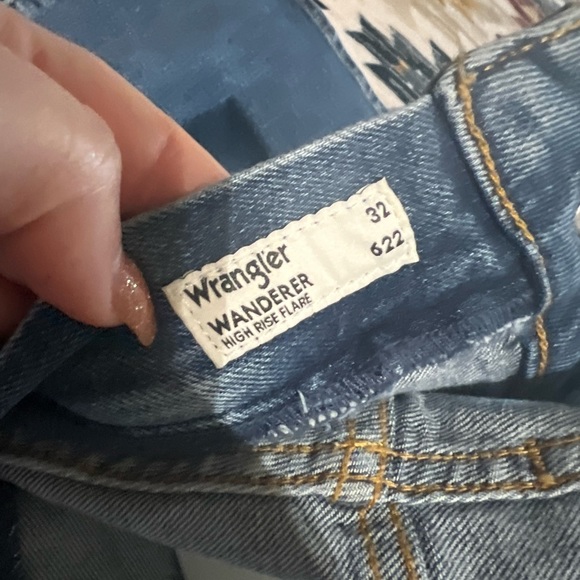 Wrangler 32
WANDERER 622
HIGH RISE FLARE